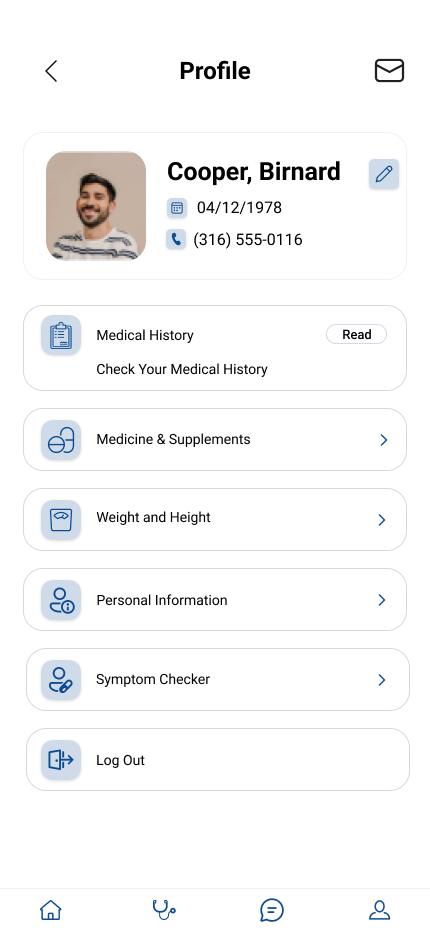 Profile
Cooper, Birnard
04/12/1978
(316) 555-0116
Medical History
Read
Check Your Medical History
Medicine & Supplements
Weight and Height
Personal Information
Symptom Checker
Log Out